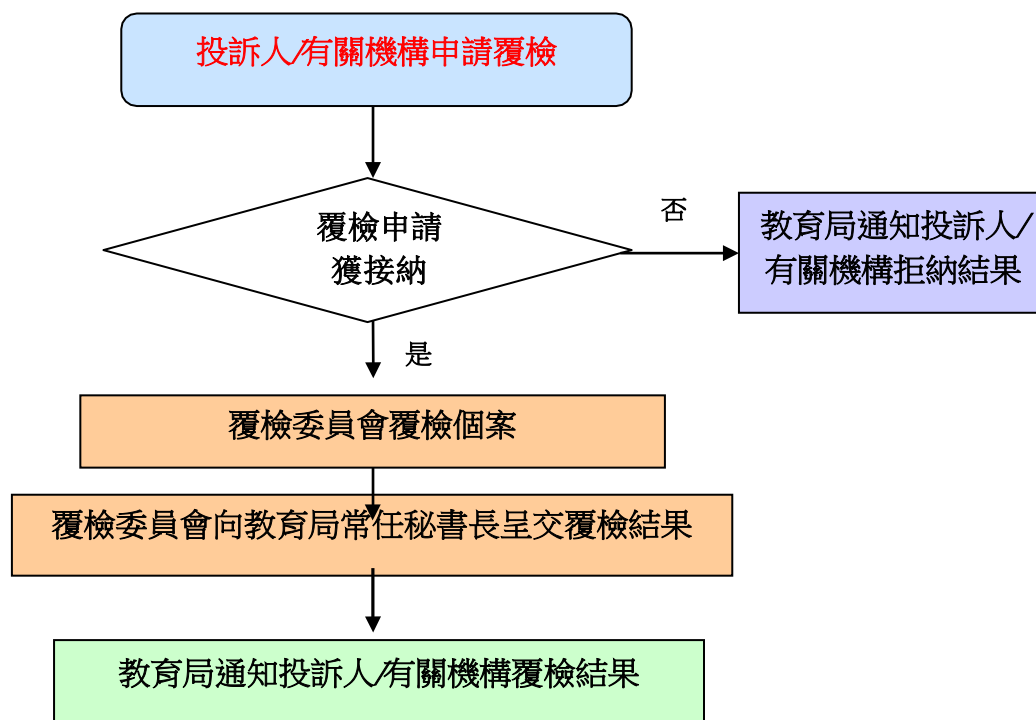 投訴人/有關機構申請覆檢
覆檢申請
獲接納
否
教育局通知投訴人/
有關機構拒納結果
是
覆檢委員會覆檢個案
覆檢委員會向教育局常任秘書長呈交覆檢結果
教育局通知投訴人/有關機構覆檢結果